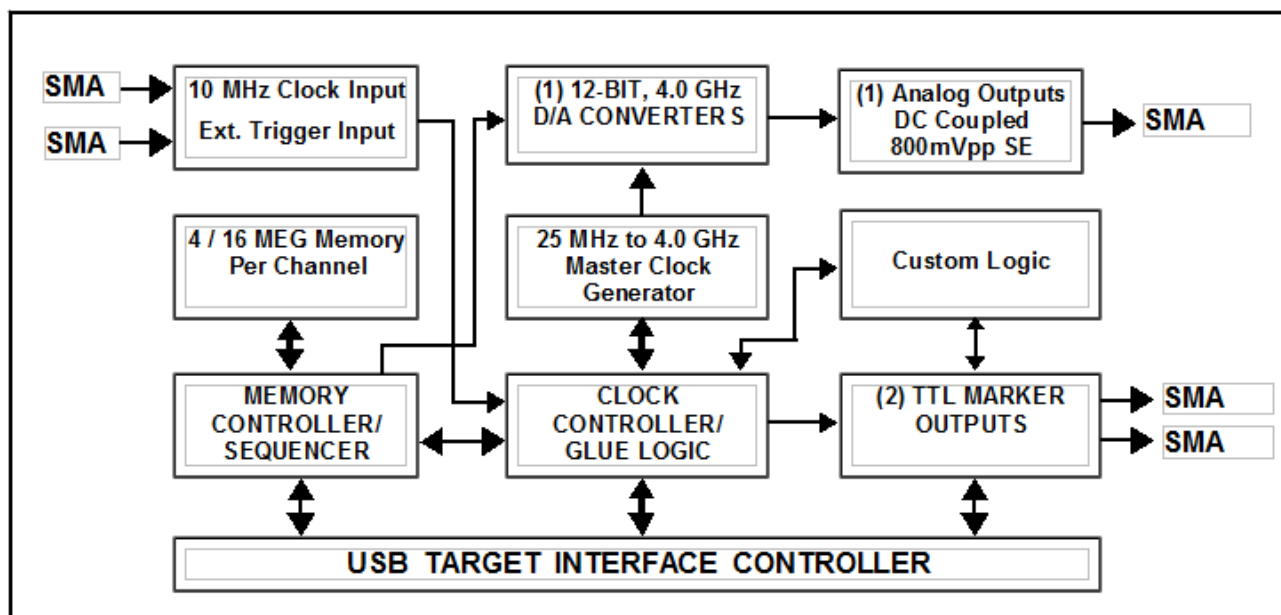 SMA
SMA
10 MHz Clock Input
Ext. Trigger Input
(1) 12-BIT, 4.0 GHz
D/A CONVERTER S
(1) Analog Outputs
DC Coupled
800mVpp SE
SMA
4 / 16 MEG Memory
Per Channel
25 MHz to 4.0 GHz
Master Clock
Generator
Custom Logic
MEMORY
CONTROLLER/
SEQUENCER
CLOCK
CONTROLLER/
GLUE LOGIC
(2) TTL MARKER
OUTPUTS
SMA
SMA
USB TARGET INTERFACE CONTROLLER